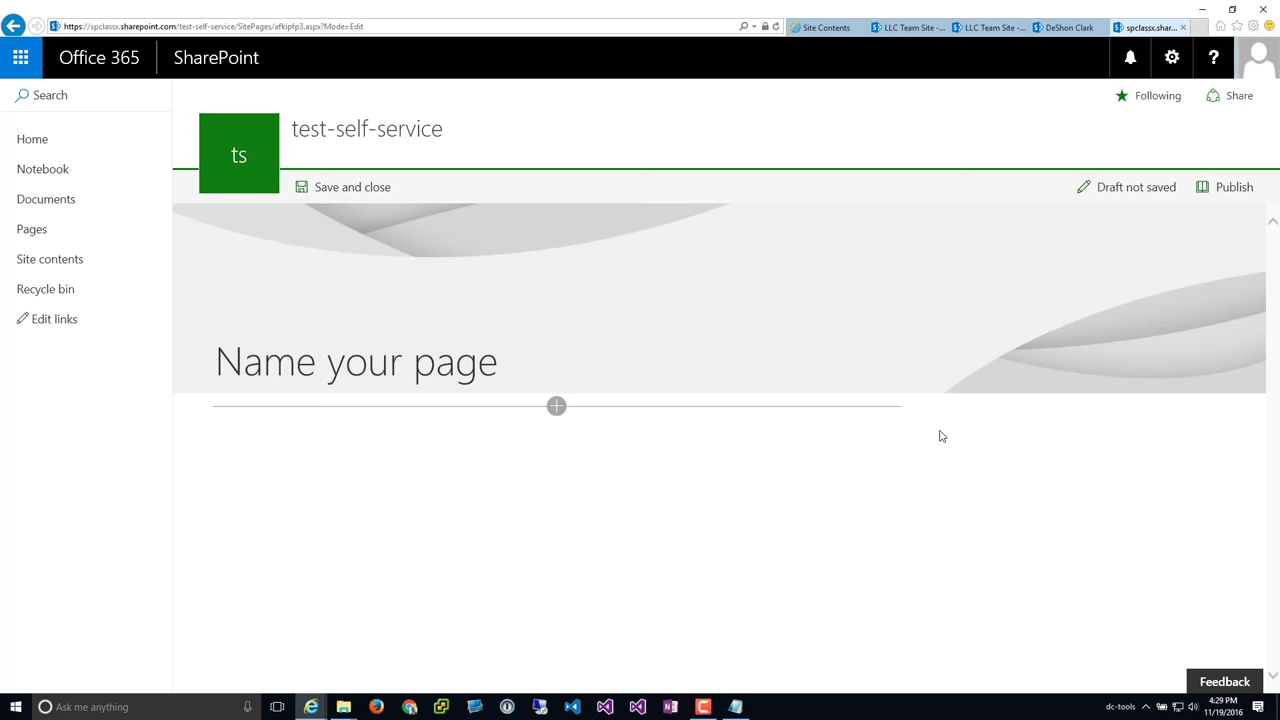 https://spclassx.sharepoint.com/test-self-service/SitePages/afkipfp3.aspx?Mode=Edit
Site Contents
LLC Team Site -...
LLC Team Site -...
DeShon Clark
spclassx.shar...
Office 365
SharePoint
?
Search
Following
Share
test-self-service
ts
Home
Notebook
Documents
Pages
Site contents
Recycle bin
Edit links
Save and close
Draft not saved
Publish
Name your page
Feedback
Ask me anything
dc-tools
4:29 PM
11/19/2016